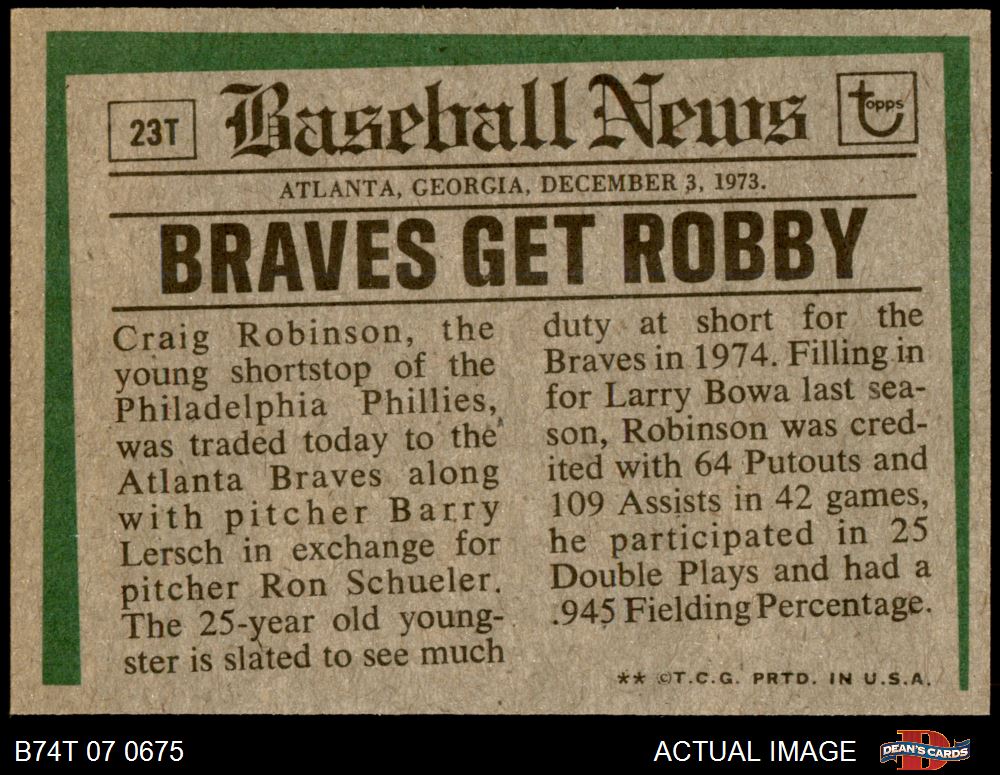 23T
Baseball News
topps
ATLANTA, GEORGIA, DECEMBER 3, 1973.
BRAVES GET ROBBY
Craig Robinson, the
young shortstop of the
Philadelphia Phillies,
was traded today to the
Atlanta Braves along
with pitcher Barry
Lersch in exchange for
pitcher Ron Schueler.
The 25-year old young-
ster is slated to see much
duty at short for the
Braves in 1974. Filling in
for Larry Bowa last sea-
son, Robinson was cred-
ited with 64 Putouts and
109 Assists in 42 games,
he participated in 25
Double Plays and had a
.945 Fielding Percentage.
** ©T.C.G. PRTD. IN U.S.A.
B74T 07 0675
ACTUAL IMAGE
DEAN'S CARDS